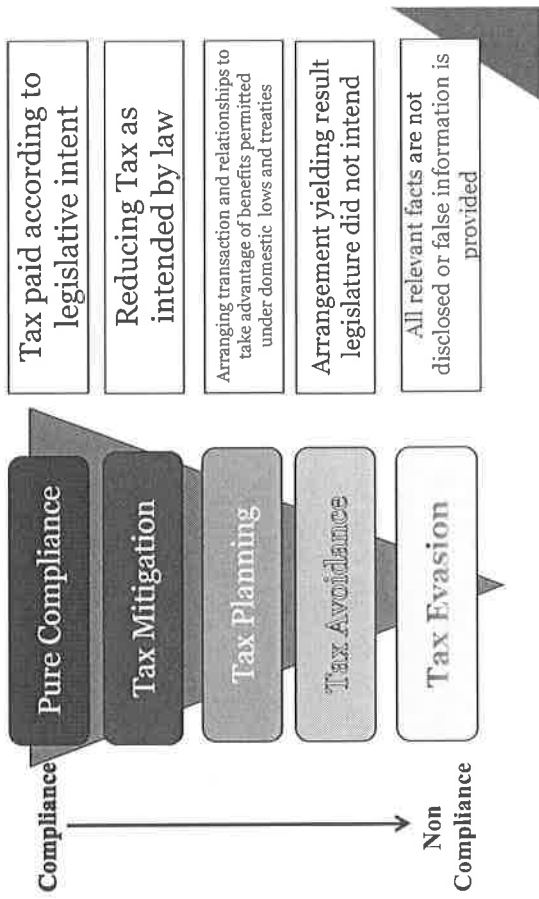 Compliance
Pure Compliance
Tax paid according to
legislative intent
Tax Mitigation
Reducing Tax as
intended by law
Tax Planning
Arranging transaction and relationships to
take advantage of benefits permitted
under domestic lows and treaties
Tax Avoidance
Arrangement yielding result
legislature did not intend
Non
Compliance
Tax Evasion
All relevant facts are not
disclosed or false information is
provided